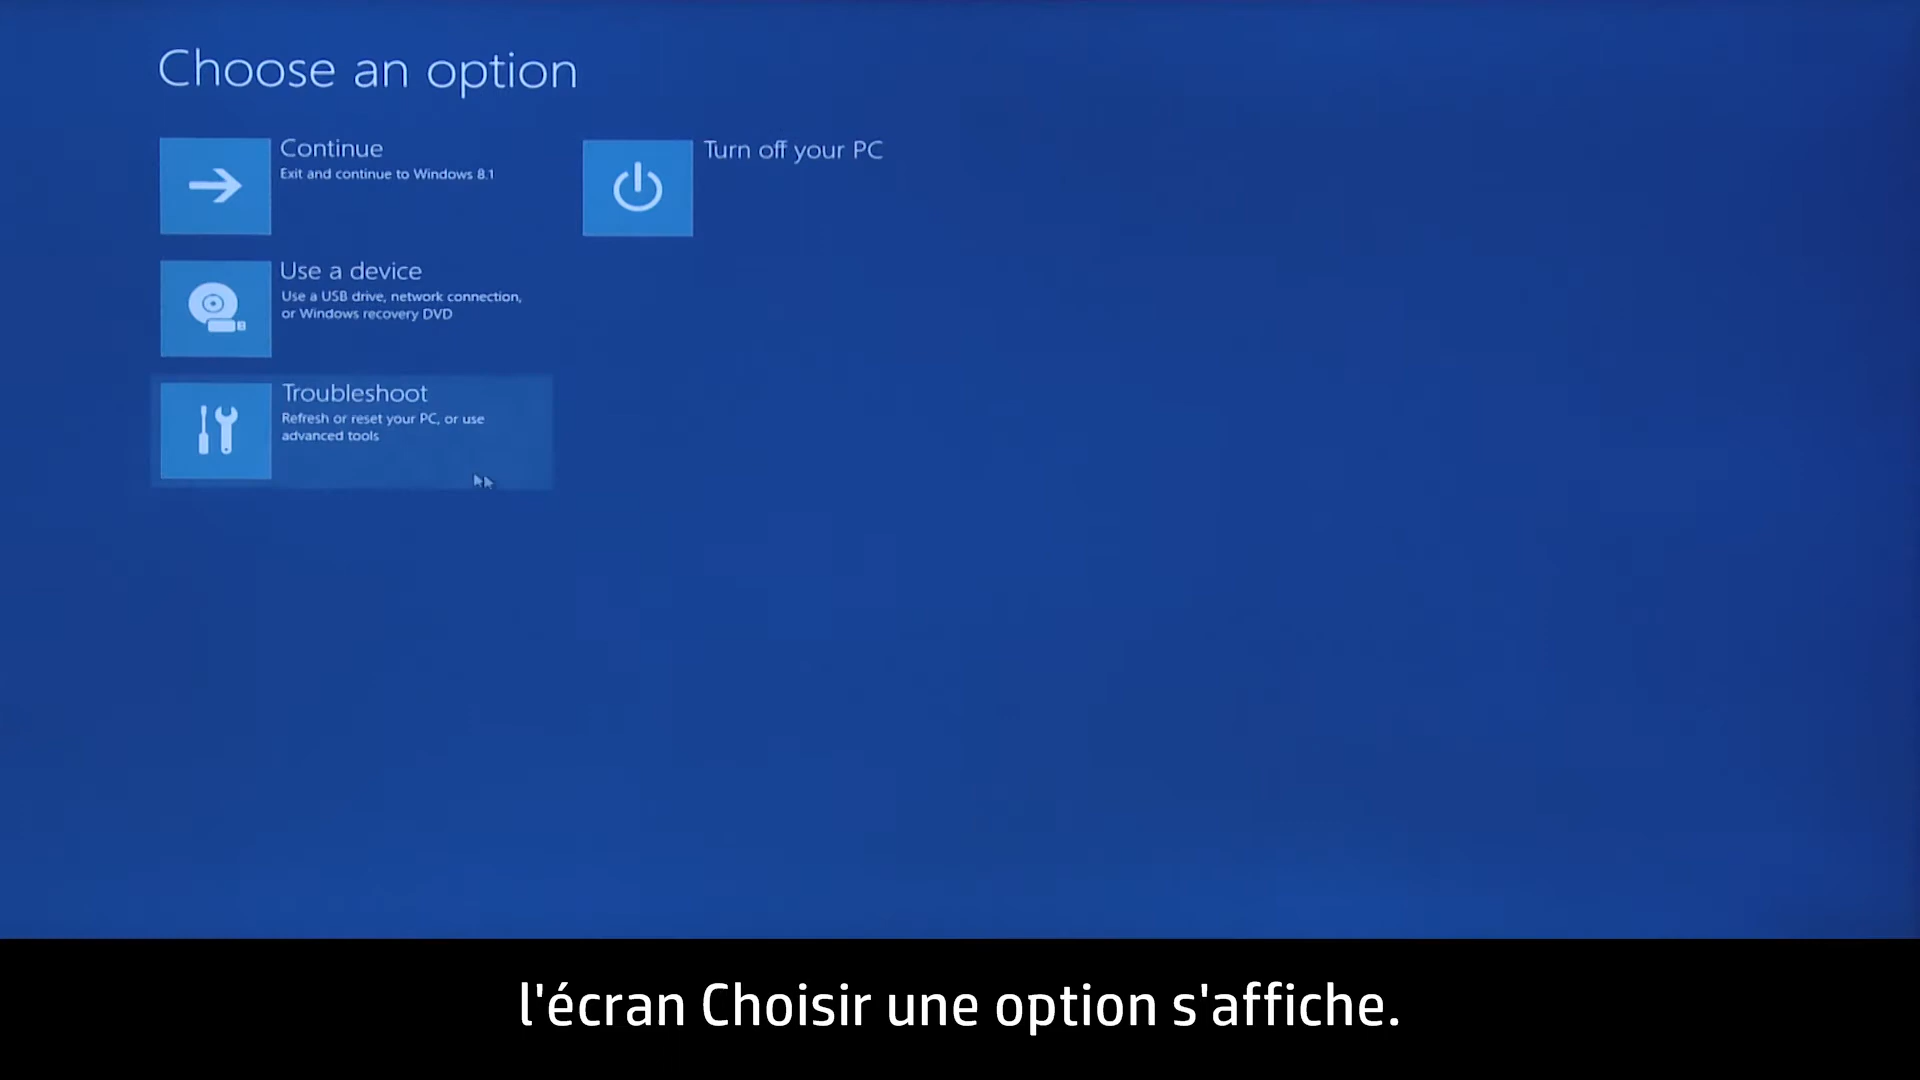 Choose an option
Continue
Exit and continue to Windows 8.1
Turn off your PC
Use a device
Use a USB drive, network connection,
or Windows recovery DVD
Troubleshoot
Refresh or reset your PC, or use
advanced tools
l'écran Choisir une option s'affiche.